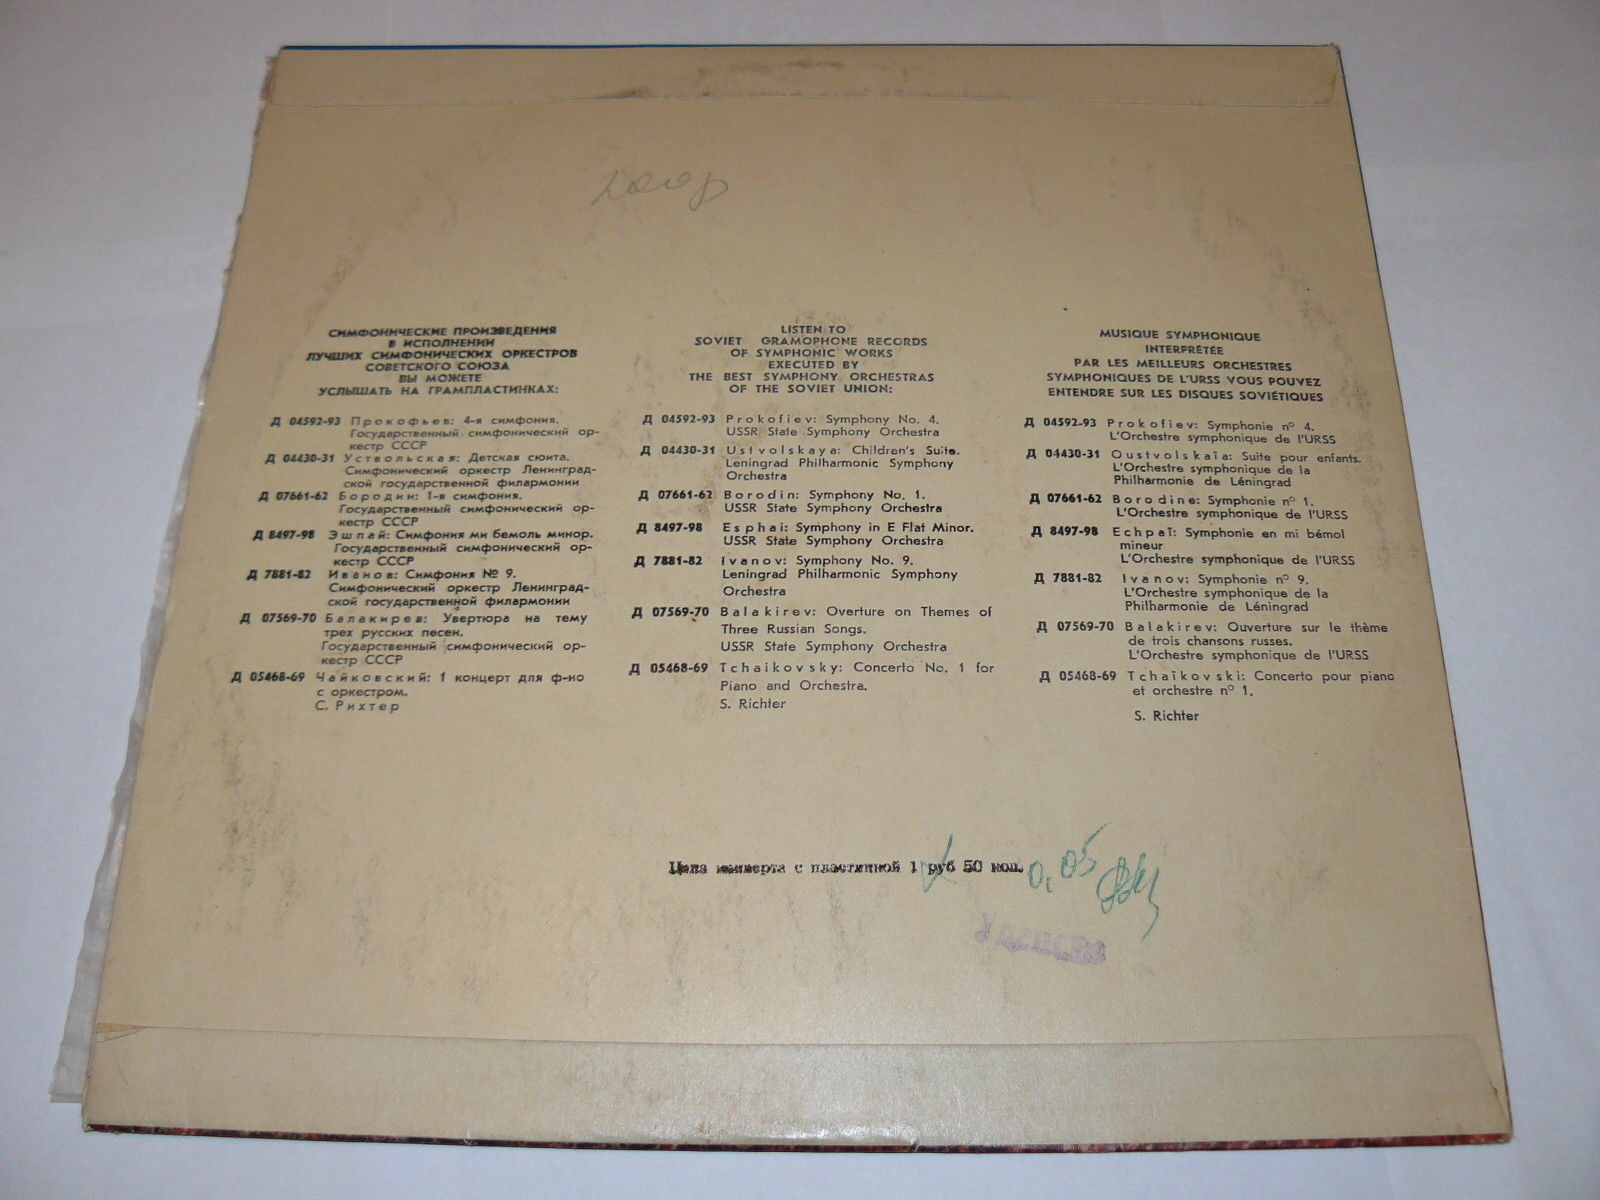 СИМФОНИЧЕСКИЕ ПРОИЗВЕДЕНИЯ
В ИСПОЛНЕНИИ
ЛУЧШИХ СИМФОНИЧЕСКИХ ОРКЕСТРОВ
СОВЕТСКОГО СОЮЗА
ВЫ МОЖЕТЕ
УСЛЫШАТЬ НА ГРАМПЛАСТИНКАХ:
Д 04592-93 Прокофьев: 4-я симфония.
Государственный симфонический ор-
кестр СССР
Д 04430-31 Уствольская: Детская сюита.
Симфонический оркестр Ленинград-
ской государственной филармонии
Д 07661-62 Бородин: 1-я симфония.
Государственный симфонический ор-
кестр СССР
Д 8497-98 Эшпай: Симфония ми бемоль минор.
Государственный симфонический ор-
кестр СССР
Д 7881-82 Иванов: Симфония № 9.
Симфонический оркестр Ленинград-
ской государственной филармонии
Д 07569-70 Балакирев: Увертюра на тему
трех русских песен.
Государственный симфонический ор-
кестр СССР
Д 05468-69 Чайковский: 1 концерт для ф-но
с оркестром.
С. Рихтер
LISTEN TO
SOVIET GRAMOPHONE RECORDS
OF SYMPHONIC WORKS
EXECUTED BY
THE BEST SYMPHONY ORCHESTRAS
OF THE SOVIET UNION:
Д 04592-93 Prokofiev: Symphony No. 4.
USSR State Symphony Orchestra
Д 04430-31 Ustvolskaya: Children's Suite.
Leningrad Philharmonic Symphony
Orchestra
Д 07661-62 Borodin: Symphony No. 1.
USSR State Symphony Orchestra
Д 8497-98 Esphai: Symphony in E Flat Minor.
USSR State Symphony Orchestra
Д 7881-82 Ivanov: Symphony No. 9.
Leningrad Philharmonic Symphony
Orchestra
Д 07569-70 Balakirev: Overture on Themes of
Three Russian Songs.
USSR State Symphony Orchestra
Д 05468-69 Tchaikovsky: Concerto No. 1 for
Piano and Orchestra.
S. Richter
MUSIQUE SYMPHONIQUE
INTERPRÉTÉE
PAR LES MEILLEURS ORCHESTRES
SYMPHONIQUES DE L'URSS VOUS POUVEZ
ENTENDRE SUR LES DISQUES SOVIÉTIQUES
Д 04592-93 Prokofiev: Symphonie nº 4.
L'Orchestre symphonique de l'URSS
Д 04430-31 Oustvolskaïa: Suite pour enfants.
L'Orchestre symphonique de la
Philharmonie de Léningrad
Д 07661-62 Borodine: Symphonie nº 1.
L'Orchestre symphonique de l'URSS
Д 8497-98 Echpaï: Symphonie en mi bémol
mineur
L'Orchestre symphonique de l'URSS
Д 7881-82 Ivanov: Symphonie nº 9.
L'Orchestre symphonique de la
Philharmonie de Léningrad
Д 07569-70 Balakirev: Ouverture sur le thème
de trois chansons russes.
L'Orchestre symphonique de l'URSS
Д 05468-69 Tchaïkovski: Concerto pour piano
et orchestre nº 1.
S. Richter
Цена конверта с пластинкой 1 руб 50 коп.
0,05